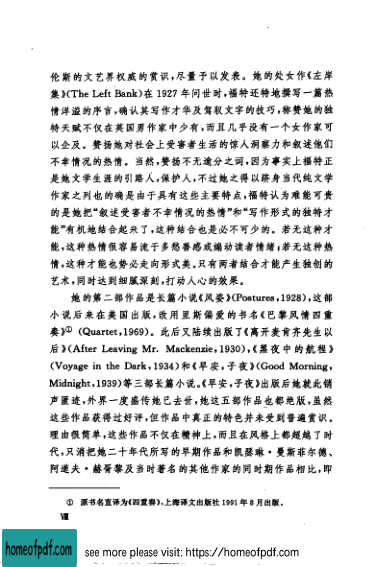 伦斯的文艺界权威的赏识，尽量予以发表。她的处女作《左岸
集》(The Left Bank)在 1927 年问世时，福特还特地撰写一篇热
情洋溢的序言，确认其写作才华及驾驭文字的技巧，称赞她的独
特天赋不仅在英国男作家中少有，而且几乎没有一个女作家可
以企及。赞扬她对社会上受害者生活的惊人洞察力和叙述他们
不幸情况的热情。当然，赞扬不无逾分之词，因为事实上福特正
是她文学生涯的引路人，保护人，不过她之得以跻身当代纯文学
作家之列也的确是由于具有这些主要特点，福特认为难能可贵
的是她把“叙述受害者不幸情况的热情”和“写作形式的独特才
能”有机地结合起来了，这种结合也是必不可少的。若无这种才
能，这种热情很容易流于多愁善感或煽动读者情绪；若无这种热
情，这种才能也势必走向形式美。只有两者结合才能产生独创的
艺术，同时达到细腻深刻，打动人心的效果。
她的第二部作品是长篇小说《风姿》(Postures，1928)，这部
小说后来在美国出版，改用里斯偏爱的书名《巴黎风情四重
奏》① (Quartet，1969)。此后又陆续出版了《离开麦肯齐先生以
后》(After Leaving Mr. Mackenzie，1930)，《黑夜中的航程》
(Voyage in the Dark，1934)和《早安，子夜》(Good Morning，
Midnight，1939)等三部长篇小说。《早安，子夜》出版后她就此销
声匿迹，外界一度盛传她已去世，她这五部作品也都绝版，虽然
这些作品获得过好评，但作品中真正的特色并未受到普遍赏识。
理由很简单，这些作品不仅在精神上，而且在风格上都超越了时
代，只消把她二十年代所写的早期作品和凯瑟琳·曼斯菲尔德、
阿道夫·赫胥黎及当时著名的其他作家的同时期作品相比，即
① 原书名直译为《四重奏》，上海译文出版社 1991 年 8 月出版。
Ⅷ
homeofpdf.com
see more please visit: https://homeofpdf.com